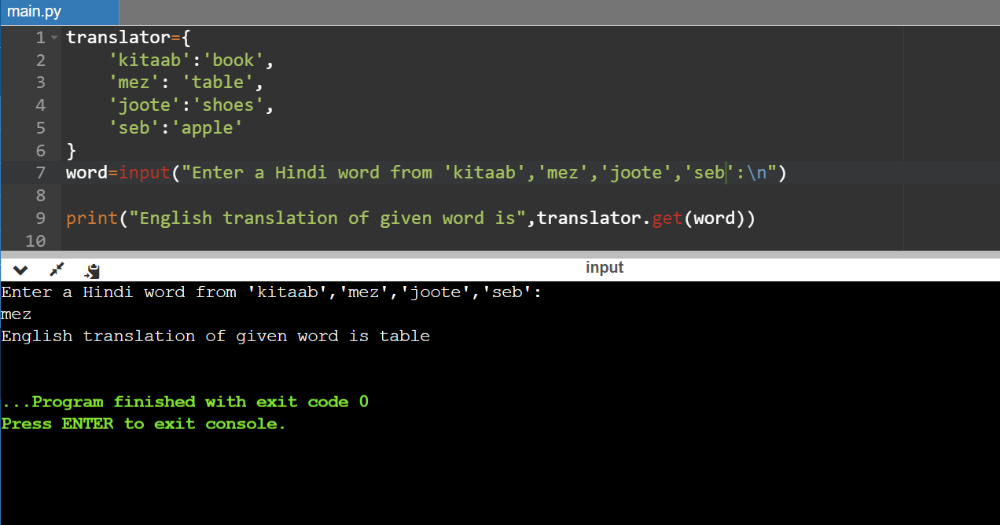 main.py
1 translator={
2     'kitaab':'book',
3     'mez': 'table',
4     'joote':'shoes',
5     'seb':'apple'
6 }
7 word=input("Enter a Hindi word from 'kitaab','mez','joote','seb':\n")
8
9 print("English translation of given word is",translator.get(word))
10
input
Enter a Hindi word from 'kitaab','mez','joote','seb':
mez
English translation of given word is table
...Program finished with exit code 0
Press ENTER to exit console.